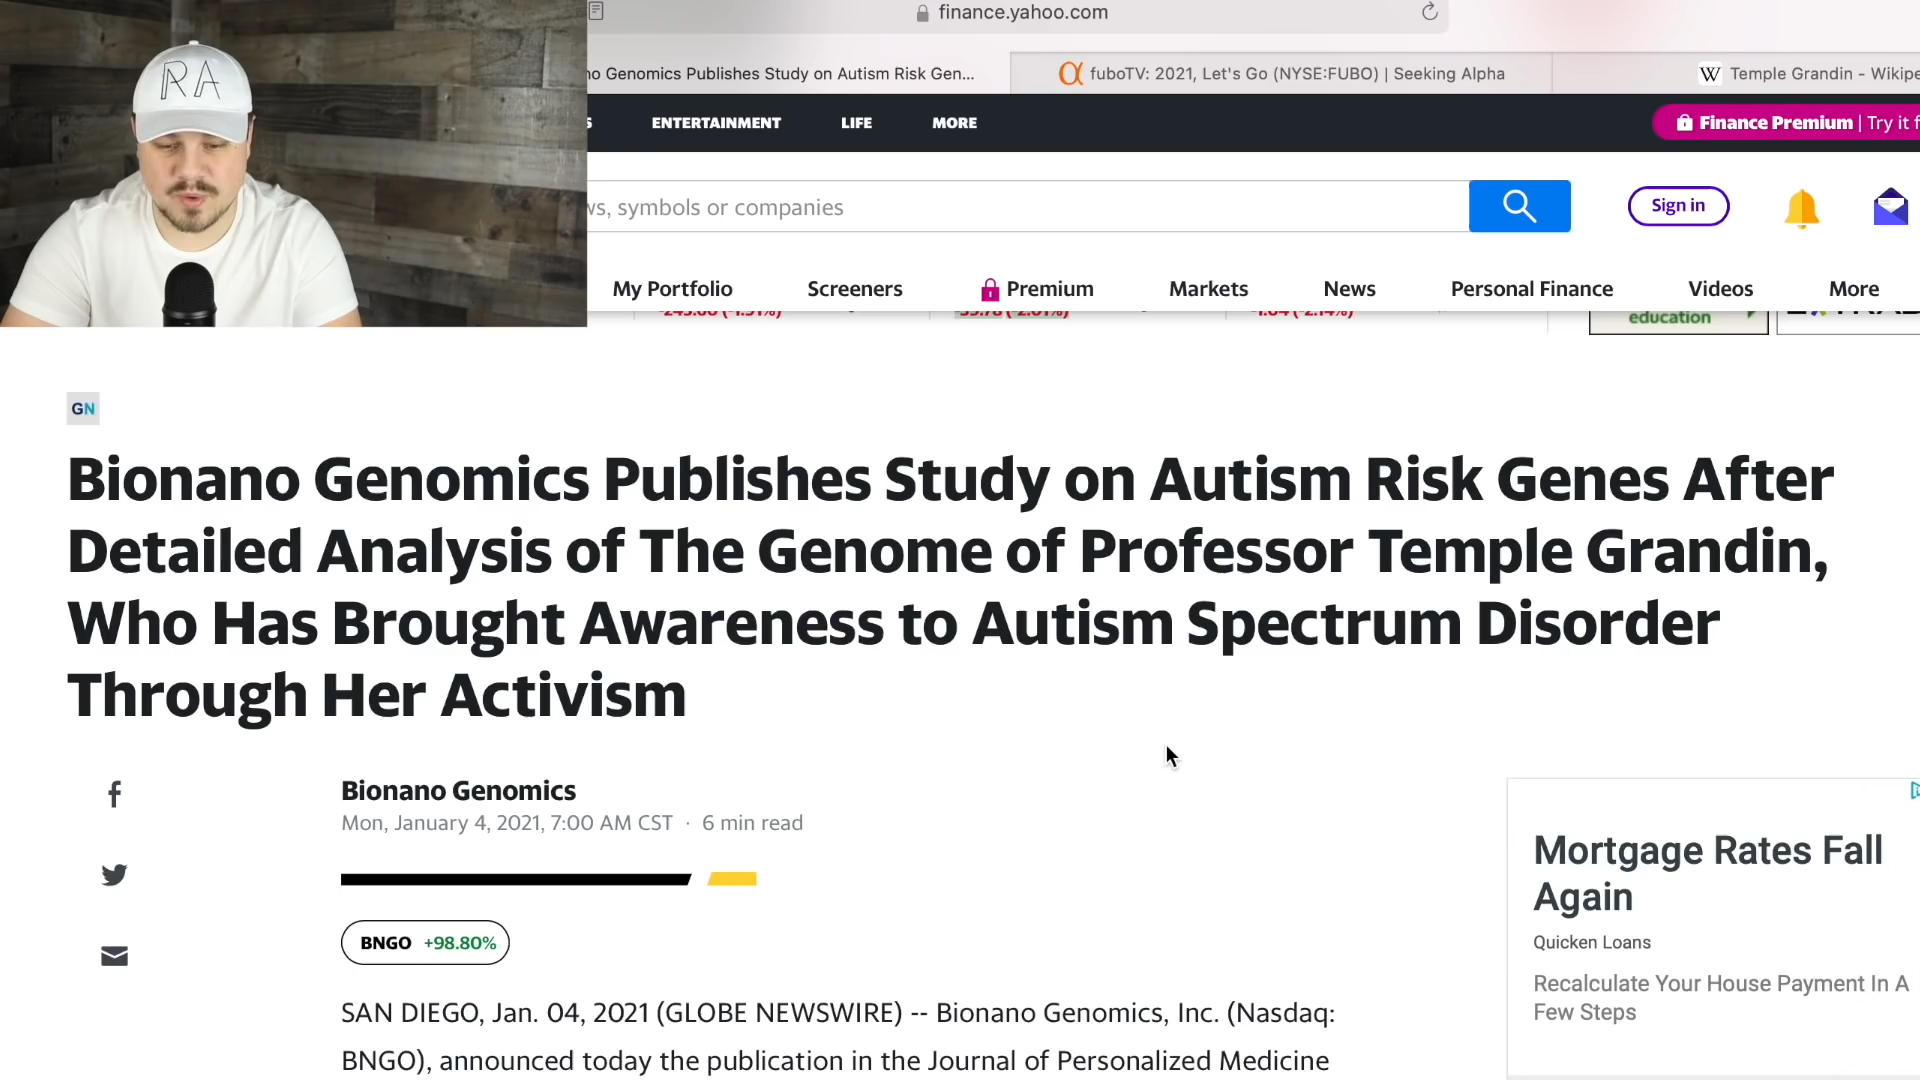 RA
finance.yahoo.com
no Genomics Publishes Study on Autism Risk Gen...
fuboTV: 2021, Let's Go (NYSE:FUBO) | Seeking Alpha
W Temple Grandin - Wikipe
ENTERTAINMENT LIFE MORE
Finance Premium | Try it f
ws, symbols or companies
Sign in
My Portfolio Screeners Premium Markets News Personal Finance Videos More
education
GN
Bionano Genomics Publishes Study on Autism Risk Genes After
Detailed Analysis of The Genome of Professor Temple Grandin,
Who Has Brought Awareness to Autism Spectrum Disorder
Through Her Activism
Bionano Genomics
Mon, January 4, 2021, 7:00 AM CST · 6 min read
BNGO +98.80%
SAN DIEGO, Jan. 04, 2021 (GLOBE NEWSWIRE) -- Bionano Genomics, Inc. (Nasdaq:
BNGO), announced today the publication in the Journal of Personalized Medicine
Mortgage Rates Fall
Again
Quicken Loans
Recalculate Your House Payment In A
Few Steps